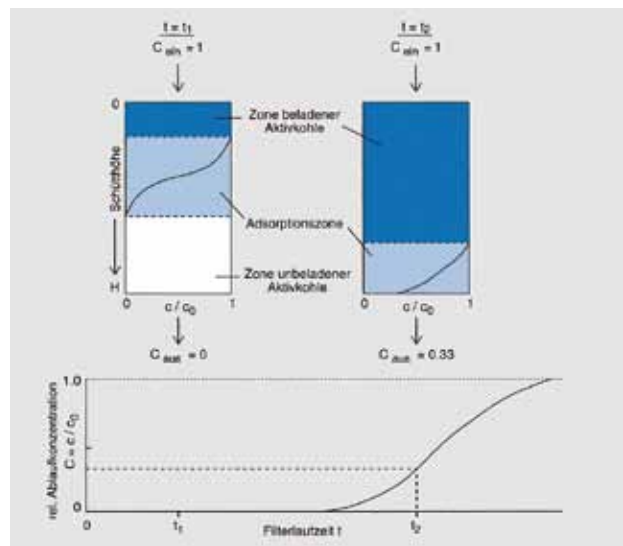 t = t1
C ein = 1
t = t2
C ein = 1
0
Zone beladener
Aktivkohle
Schütthöhe
Adsorptionszone
Zone unbeladener
Aktivkohle
H
0 c / c0 1
0 c / c0 1
C aus = 0
C aus = 0.33
rel. Ablaufkonzentration
C = c / c0
1.0
0
0 t1 Filterlaufzeit t t2